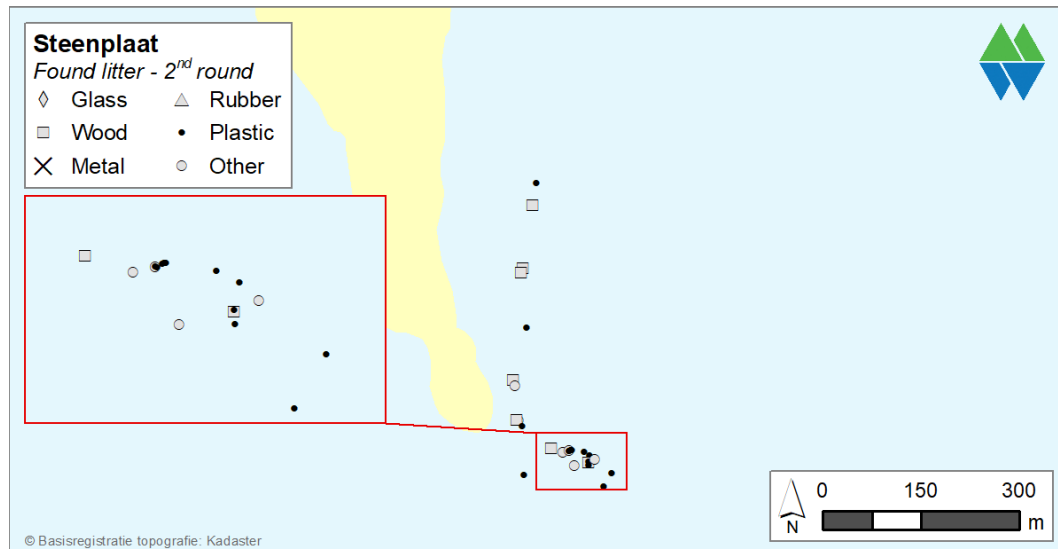 Steenplaat
Found litter - 2nd round
Glass Rubber
Wood Plastic
Metal Other
N
0 150 300
m
© Basisregistratie topografie: Kadaster